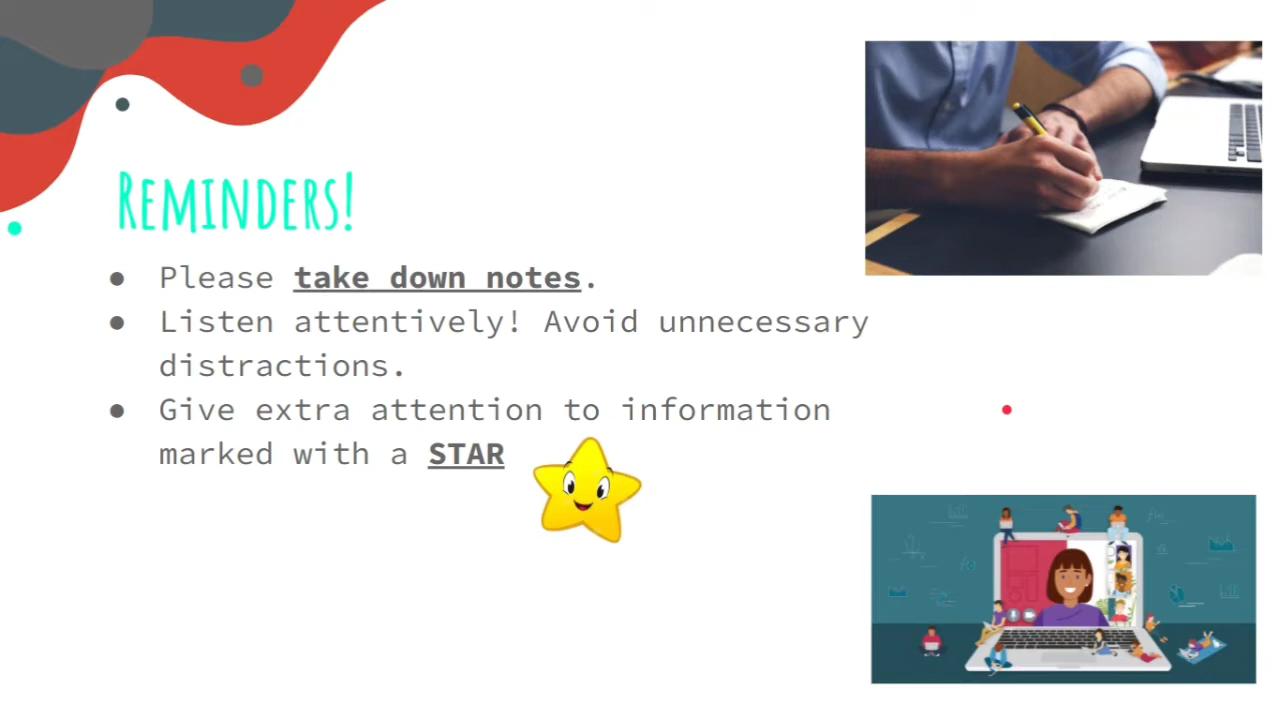 Reminders!
● Please take down notes.
● Listen attentively! Avoid unnecessary
distractions.
● Give extra attention to information
marked with a STAR